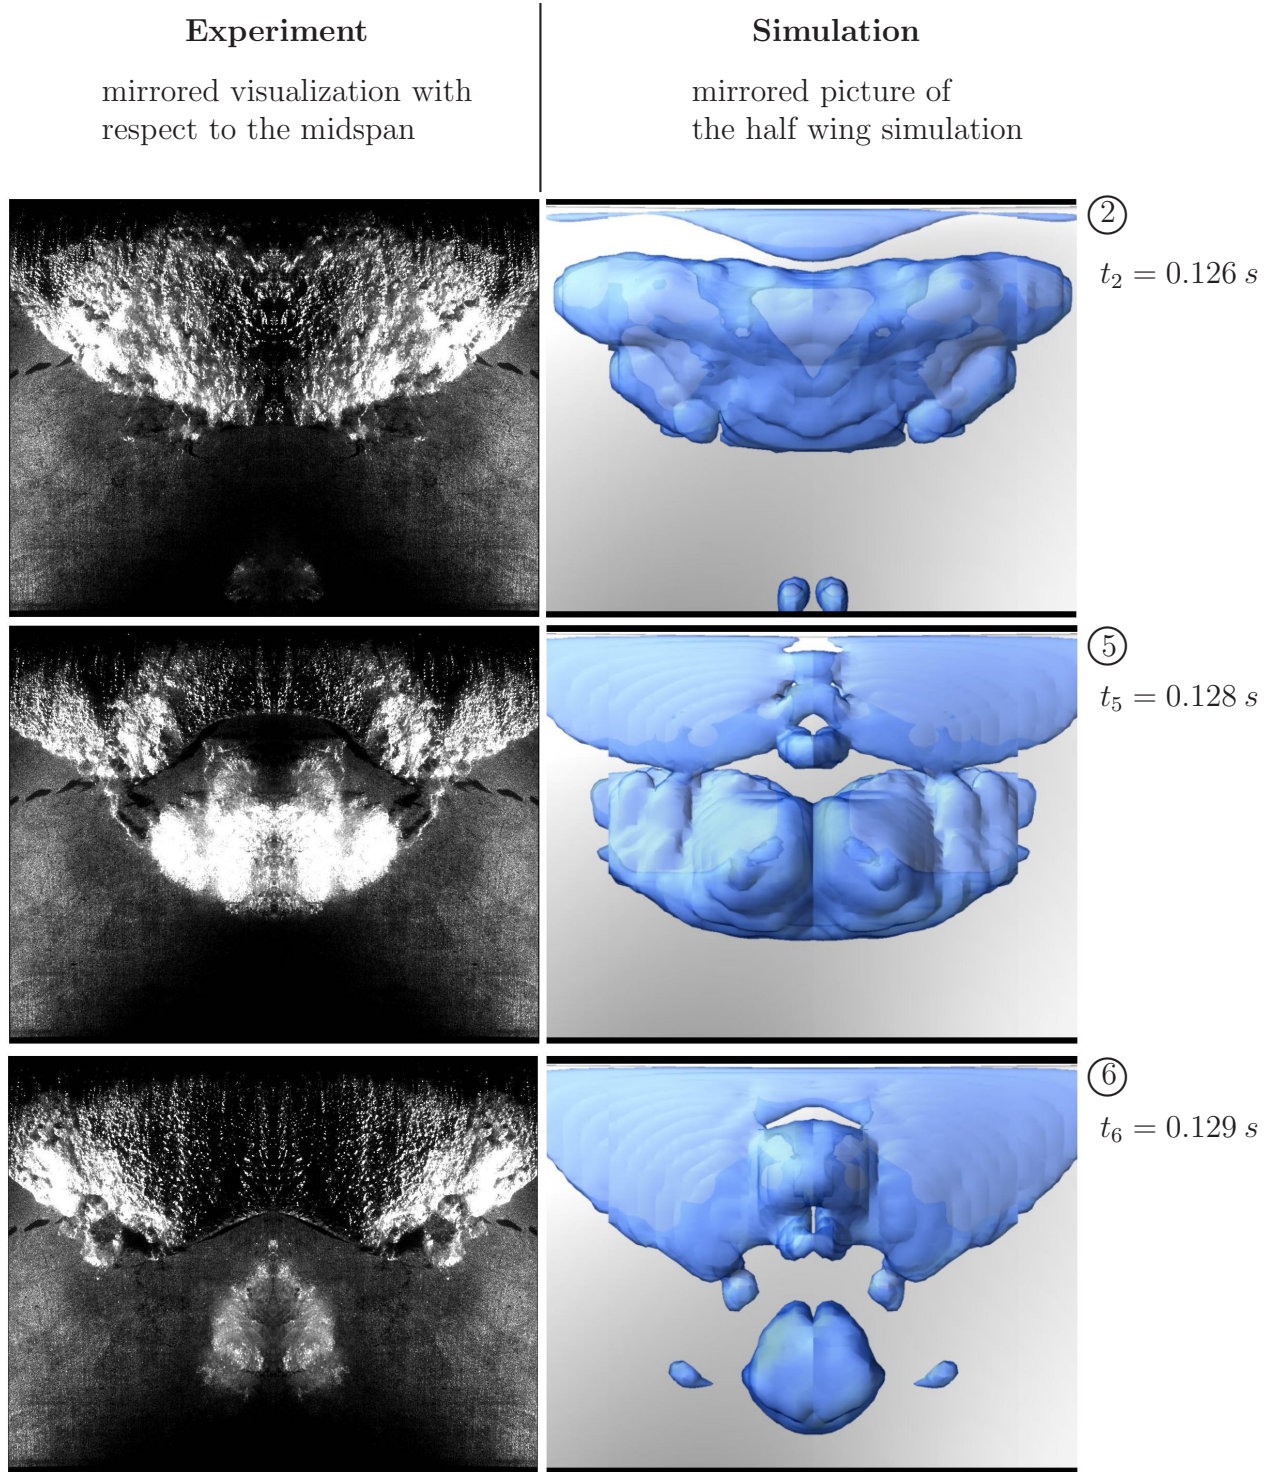 Experiment
mirrored visualization with
respect to the midspan
Simulation
mirrored picture of
the half wing simulation
2
t₂ = 0.126 s
5
t₅ = 0.128 s
6
t₆ = 0.129 s